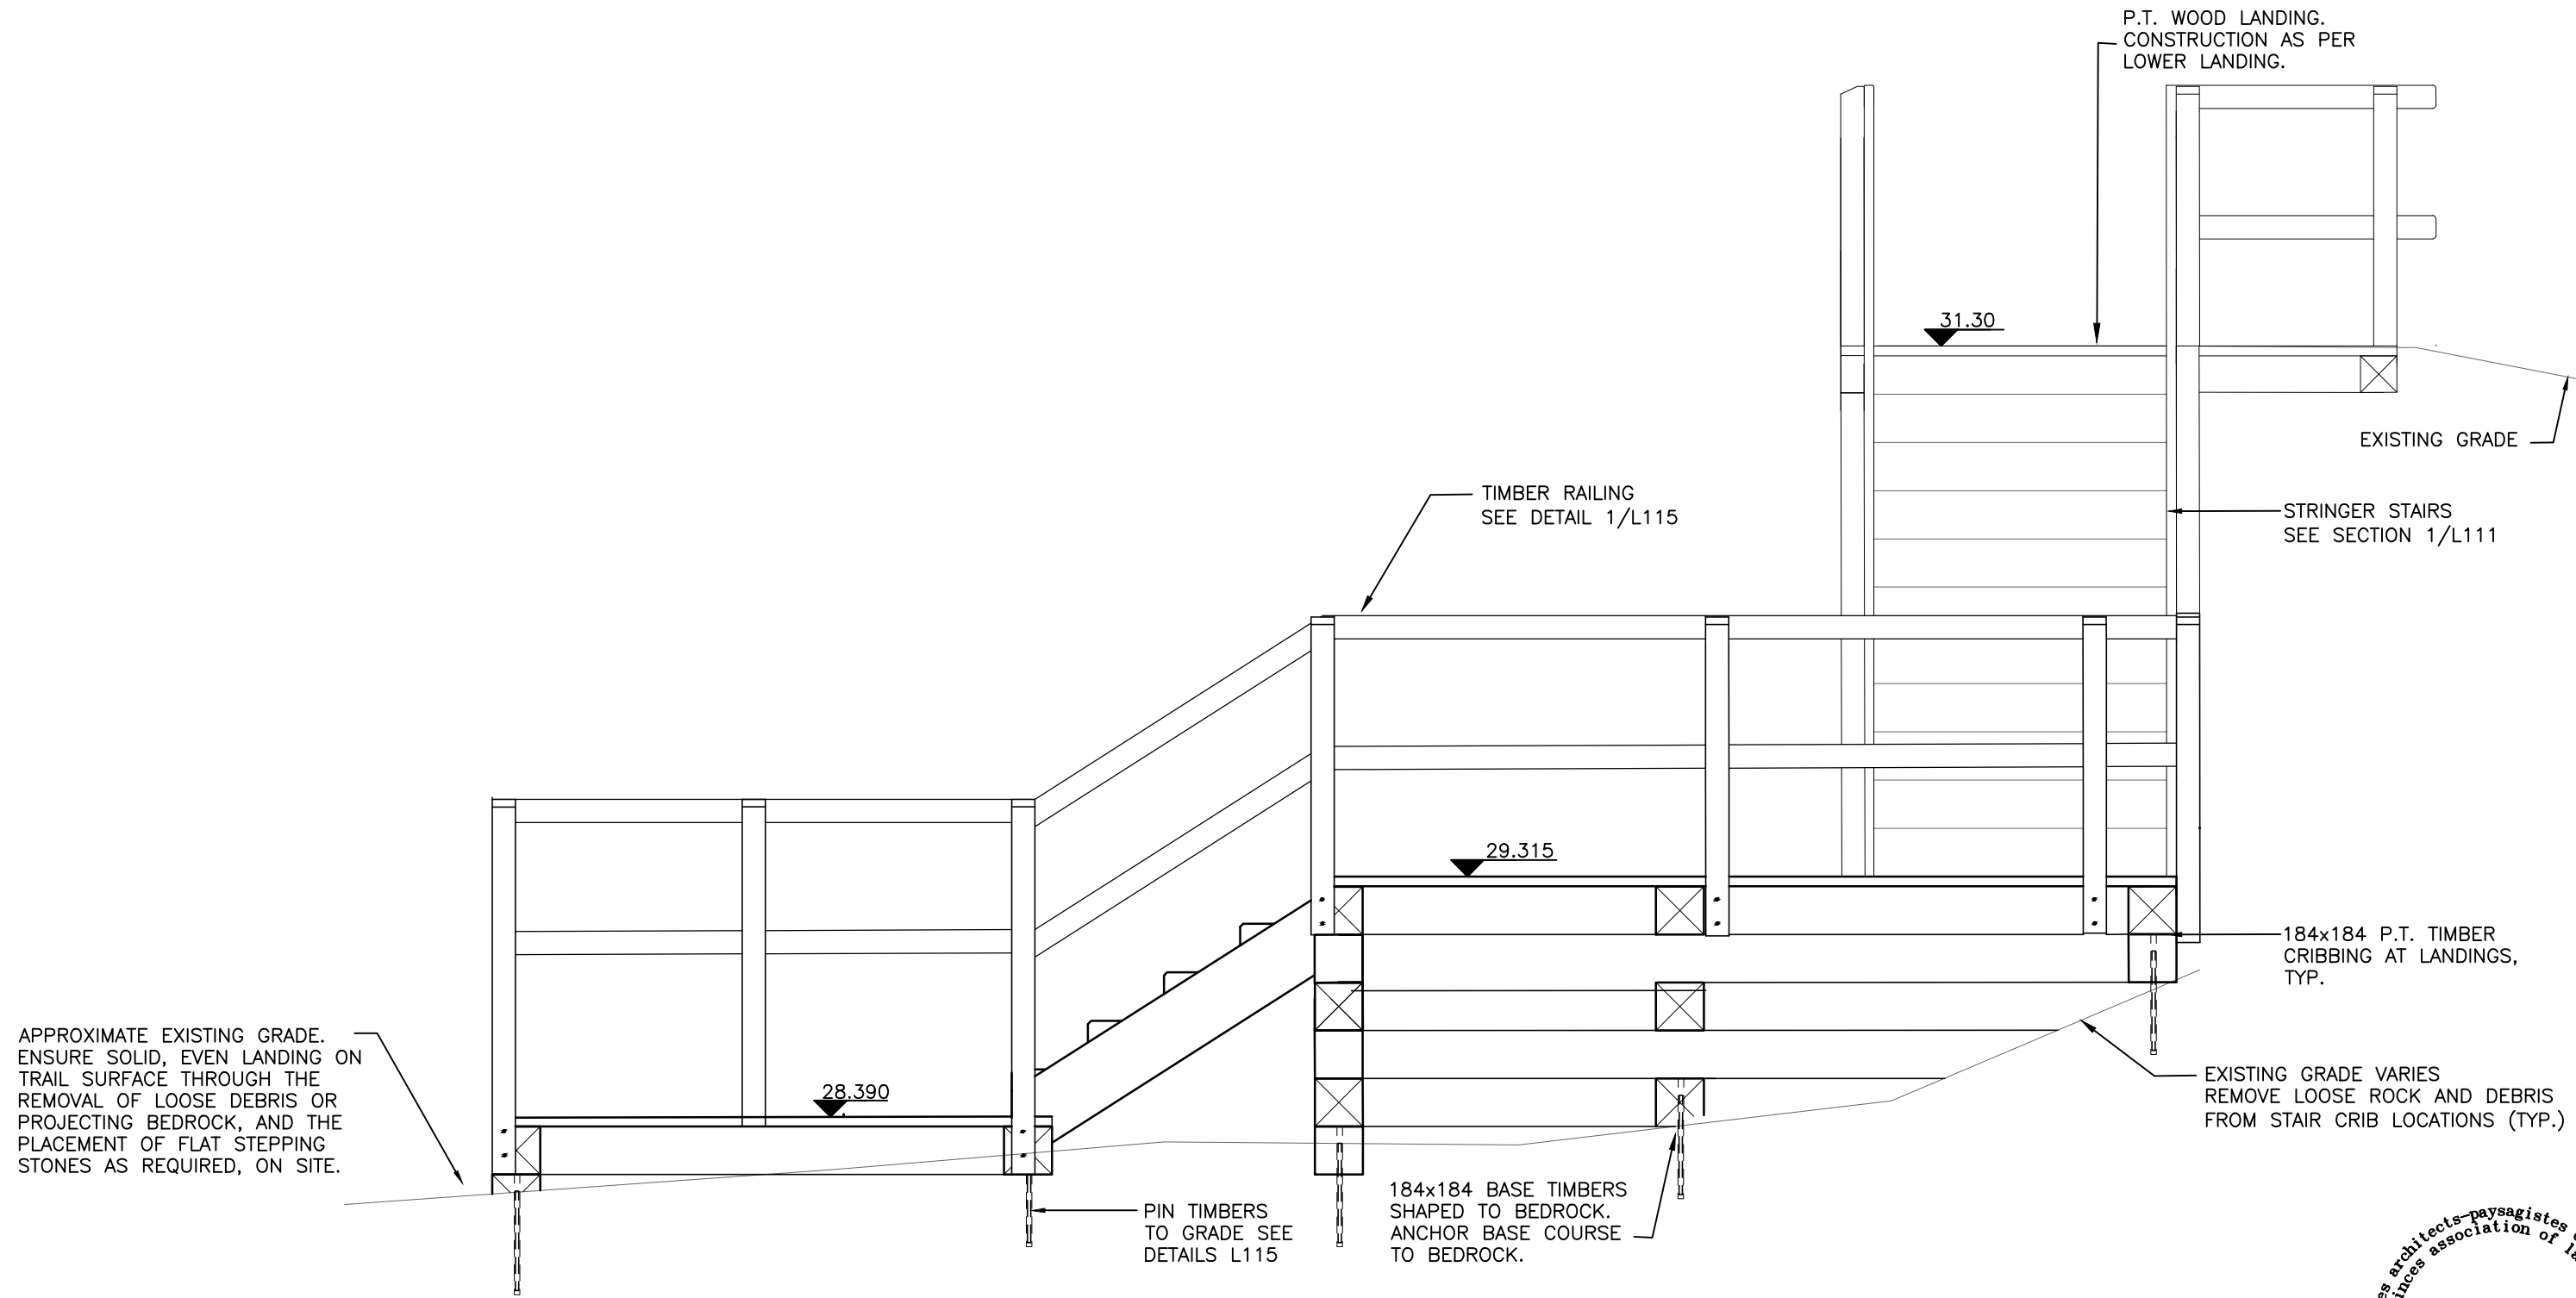 P.T. WOOD LANDING.
CONSTRUCTION AS PER
LOWER LANDING.
31.30
EXISTING GRADE
TIMBER RAILING
SEE DETAIL 1/L115
STRINGER STAIRS
SEE SECTION 1/L111
29.315
184x184 P.T. TIMBER
CRIBBING AT LANDINGS,
TYP.
APPROXIMATE EXISTING GRADE.
ENSURE SOLID, EVEN LANDING ON
TRAIL SURFACE THROUGH THE
REMOVAL OF LOOSE DEBRIS OR
PROJECTING BEDROCK, AND THE
PLACEMENT OF FLAT STEPPING
STONES AS REQUIRED, ON SITE.
28.390
EXISTING GRADE VARIES
REMOVE LOOSE ROCK AND DEBRIS
FROM STAIR CRIB LOCATIONS (TYP.)
PIN TIMBERS
TO GRADE SEE
DETAILS L115
184x184 BASE TIMBERS
SHAPED TO BEDROCK.
ANCHOR BASE COURSE
TO BEDROCK.
architects-paysagistes
association of